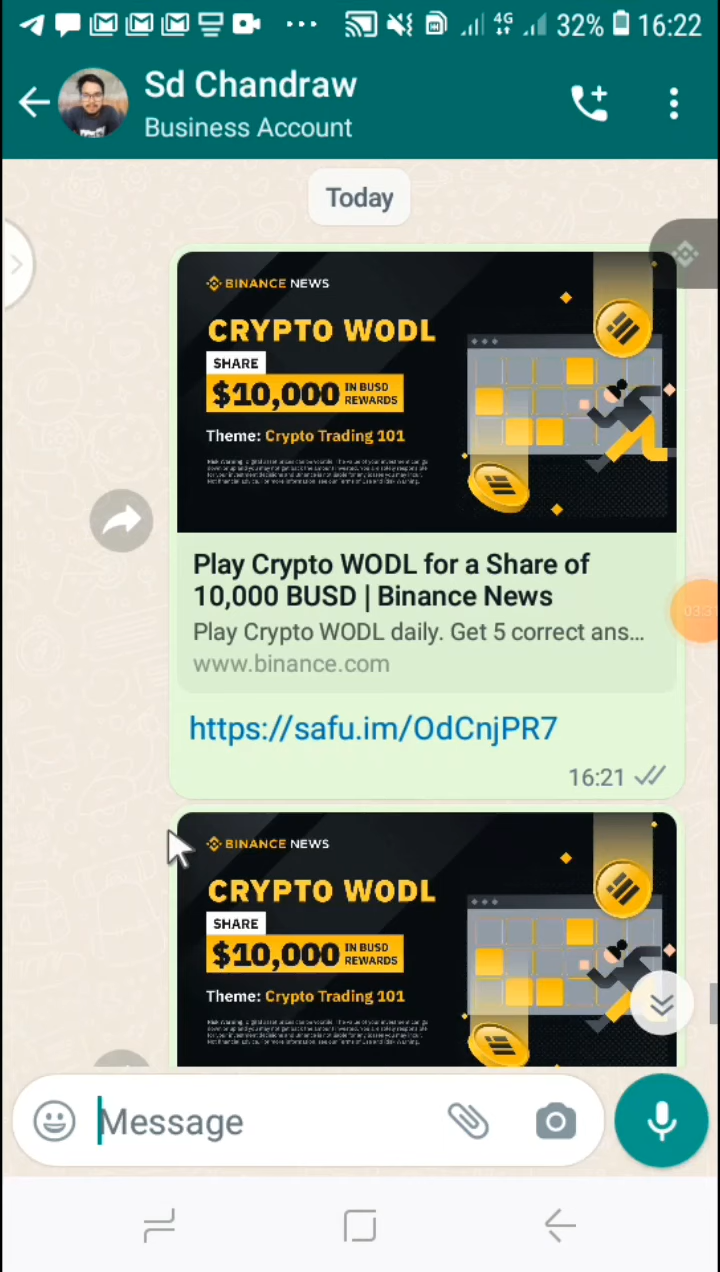 4G 32% 16:22
Sd Chandraw
Business Account
Today
BINANCE NEWS
CRYPTO WODL
SHARE
$10,000 IN BUSD
REWARDS
Theme: Crypto Trading 101
Play Crypto WODL for a Share of
10,000 BUSD | Binance News
Play Crypto WODL daily. Get 5 correct ans...
www.binance.com
https://safu.im/OdCnjPR7
16:21
BINANCE NEWS
CRYPTO WODL
SHARE
$10,000 IN BUSD
REWARDS
Theme: Crypto Trading 101
Message